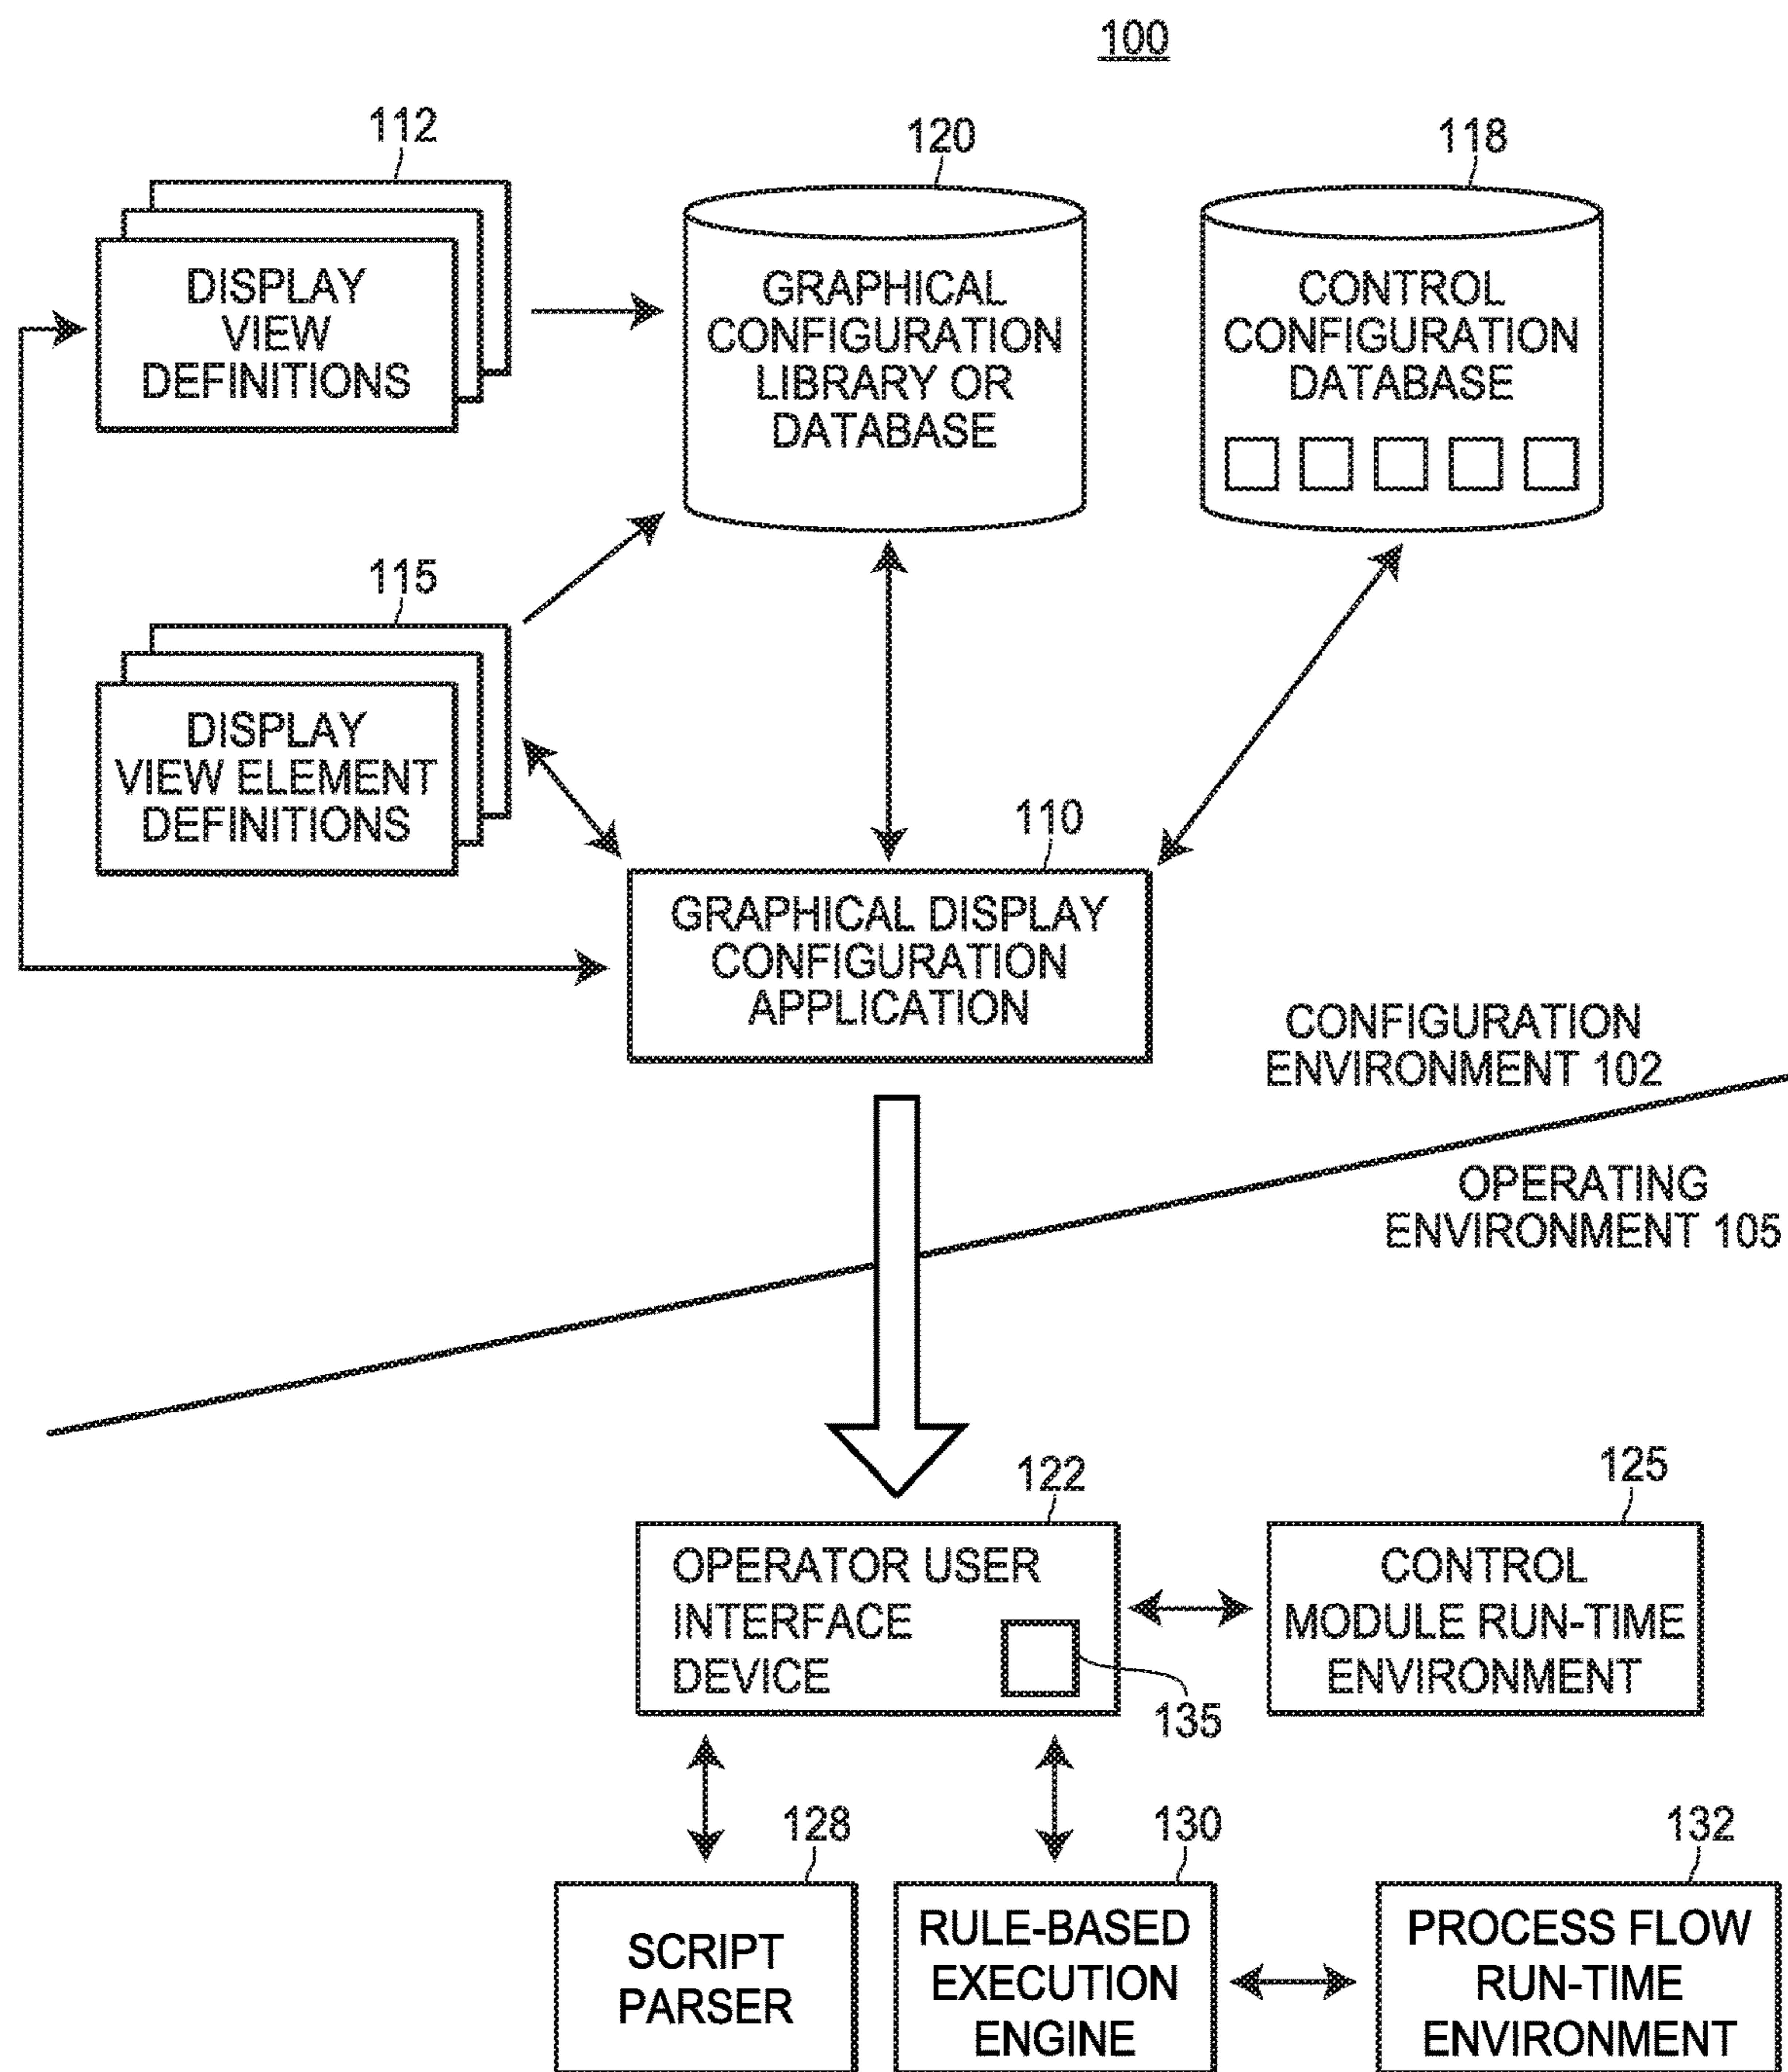 100
112
120
118
DISPLAY
VIEW
DEFINITIONS
GRAPHICAL
CONFIGURATION
LIBRARY OR
DATABASE
CONTROL
CONFIGURATION
DATABASE
115
DISPLAY
VIEW ELEMENT
DEFINITIONS
110
GRAPHICAL DISPLAY
CONFIGURATION
APPLICATION
CONFIGURATION
ENVIRONMENT 102
OPERATING
ENVIRONMENT 105
122
125
OPERATOR USER
INTERFACE
DEVICE
135
CONTROL
MODULE RUN-TIME
ENVIRONMENT
128
130
132
SCRIPT
PARSER
RULE-BASED
EXECUTION
ENGINE
PROCESS FLOW
RUN-TIME
ENVIRONMENT